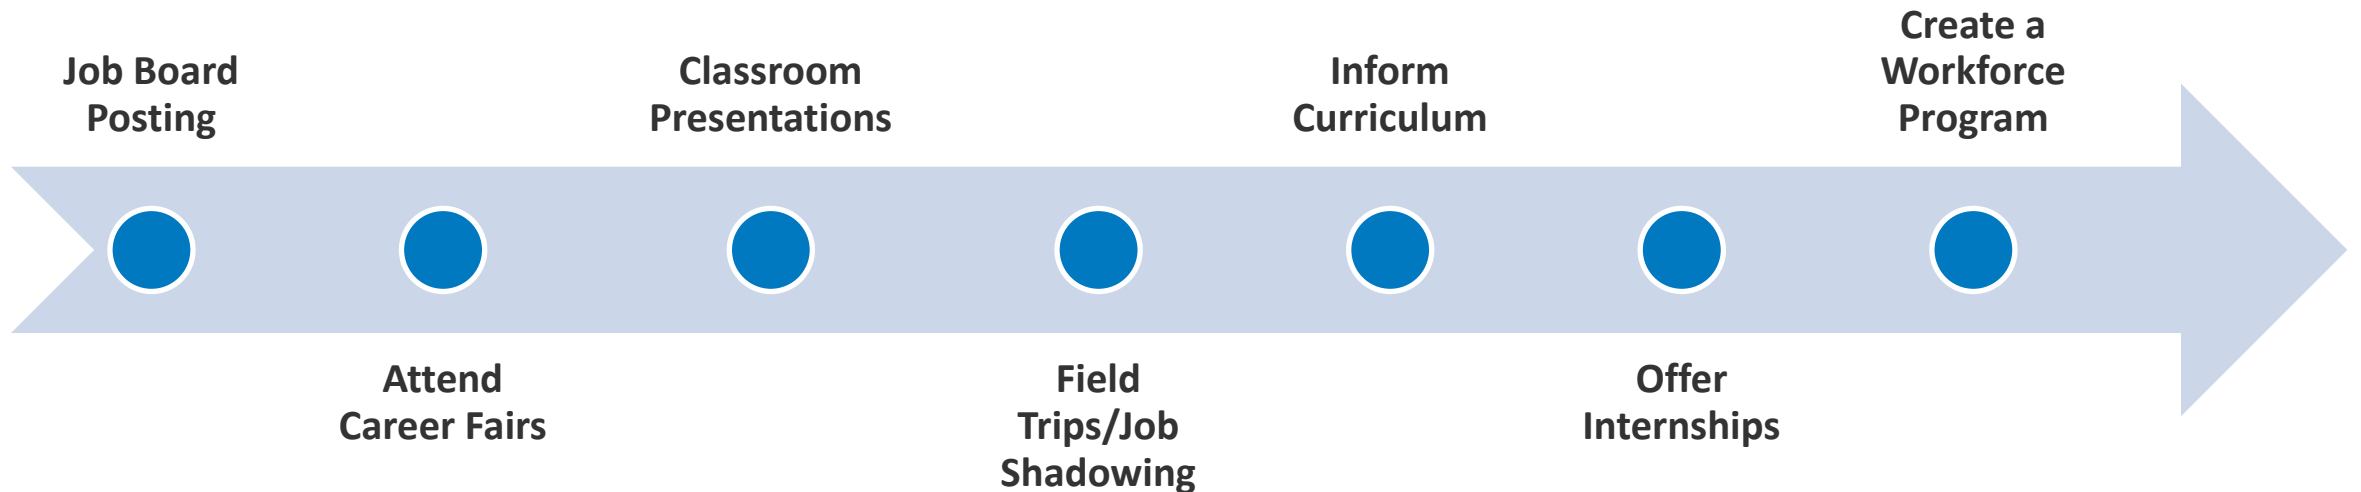 Job Board
Posting
Attend
Career Fairs
Classroom
Presentations
Field
Trips/Job
Shadowing
Inform
Curriculum
Offer
Internships
Create a
Workforce
Program